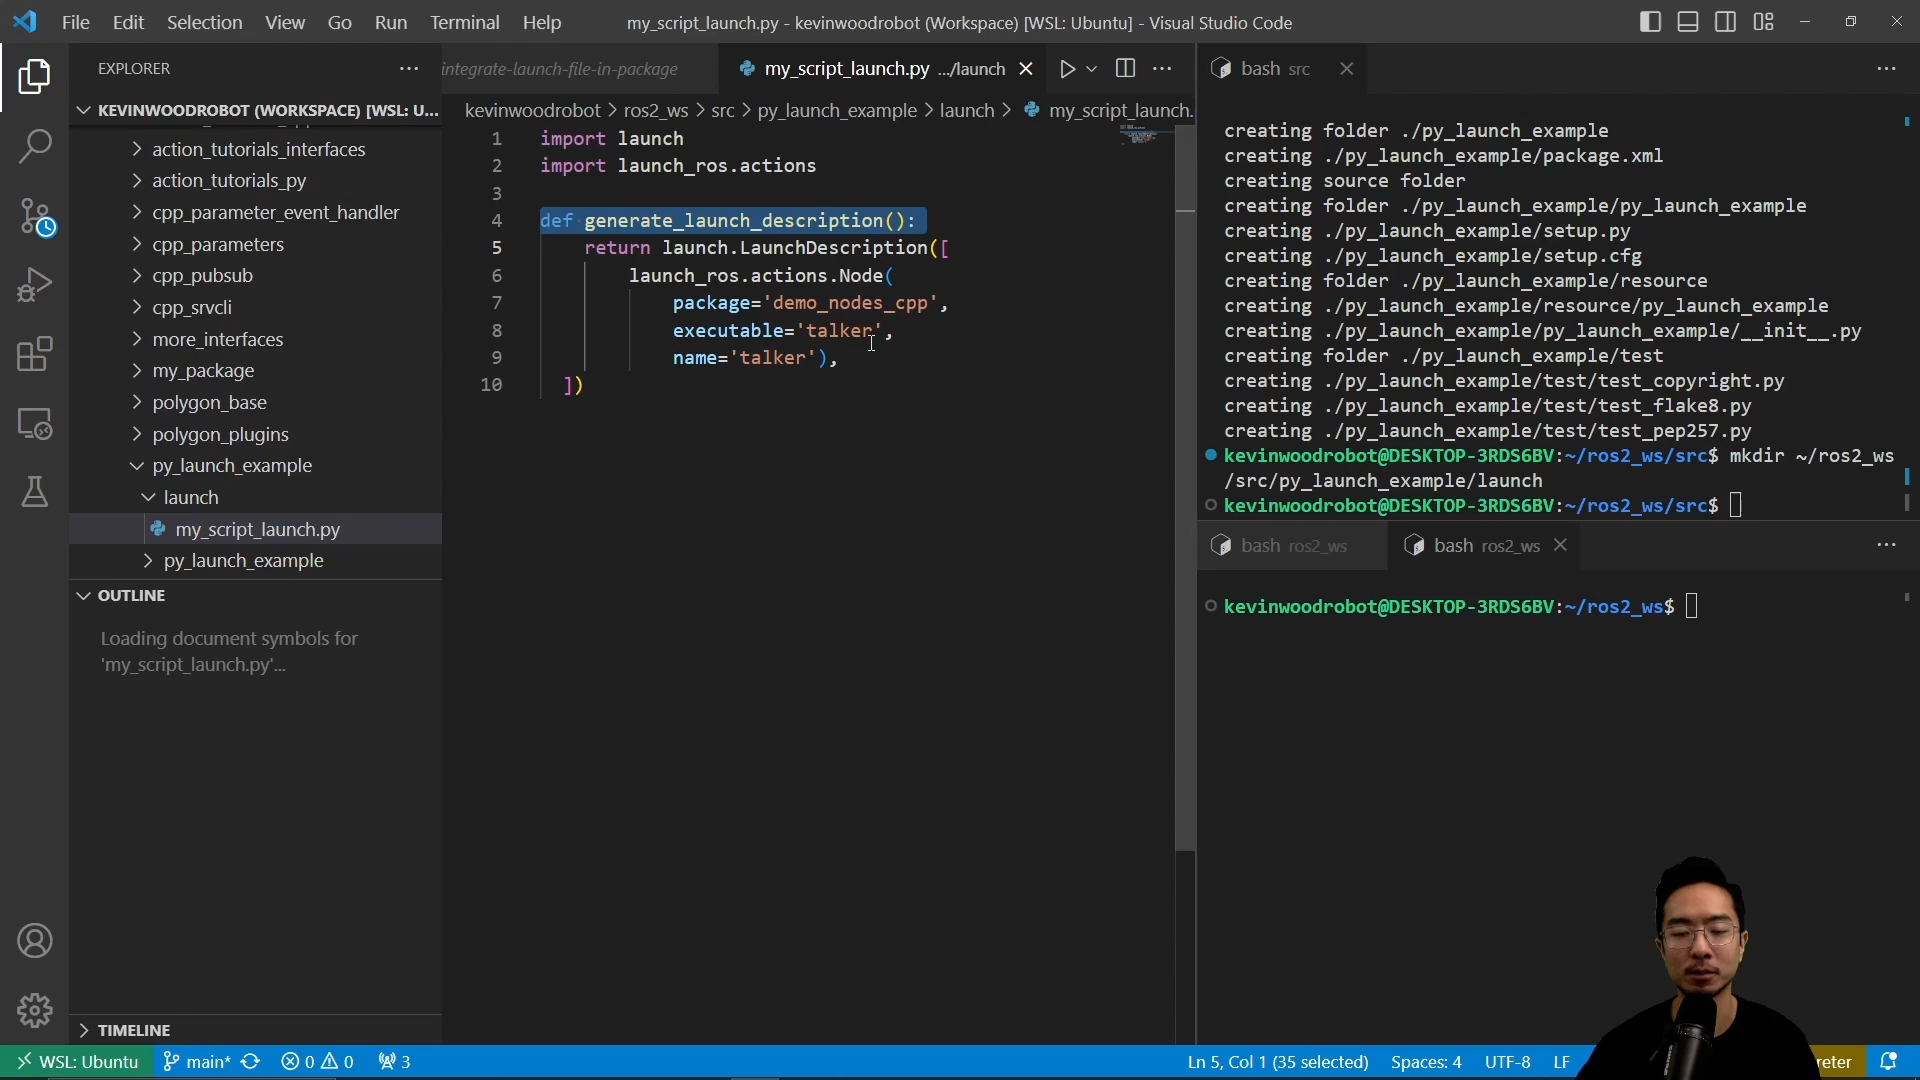 File Edit Selection View Go Run Terminal Help
my_script_launch.py - kevinwoodrobot (Workspace) [WSL: Ubuntu] - Visual Studio Code
EXPLORER
KEVINWOODROBOT (WORKSPACE) [WSL: U...
action_tutorials_interfaces
action_tutorials_py
cpp_parameter_event_handler
cpp_parameters
cpp_pubsub
cpp_srvcli
more_interfaces
my_package
polygon_base
polygon_plugins
py_launch_example
launch
my_script_launch.py
py_launch_example
OUTLINE
Loading document symbols for
'my_script_launch.py'...
TIMELINE
integrate-launch-file-in-package
my_script_launch.py .../launch
kevinwoodrobot > ros2_ws > src > py_launch_example > launch > my_script_launch.
1 import launch
2 import launch_ros.actions
3
4 def generate_launch_description():
5 return launch.LaunchDescription([
6 launch_ros.actions.Node(
7 package='demo_nodes_cpp',
8 executable='talker',
9 name='talker'),
10 ])
bash src
creating folder ./py_launch_example
creating ./py_launch_example/package.xml
creating source folder
creating folder ./py_launch_example/py_launch_example
creating ./py_launch_example/setup.py
creating ./py_launch_example/setup.cfg
creating folder ./py_launch_example/resource
creating ./py_launch_example/resource/py_launch_example
creating ./py_launch_example/py_launch_example/__init__.py
creating folder ./py_launch_example/test
creating ./py_launch_example/test/test_copyright.py
creating ./py_launch_example/test/test_flake8.py
creating ./py_launch_example/test/test_pep257.py
kevinwoodrobot@DESKTOP-3RDS6BV:~/ros2_ws/src$ mkdir ~/ros2_ws
/src/py_launch_example/launch
kevinwoodrobot@DESKTOP-3RDS6BV:~/ros2_ws/src$
bash ros2_ws
bash ros2_ws
kevinwoodrobot@DESKTOP-3RDS6BV:~/ros2_ws$
WSL: Ubuntu main* 0 0 3
Ln 5, Col 1 (35 selected) Spaces: 4 UTF-8 LF reter